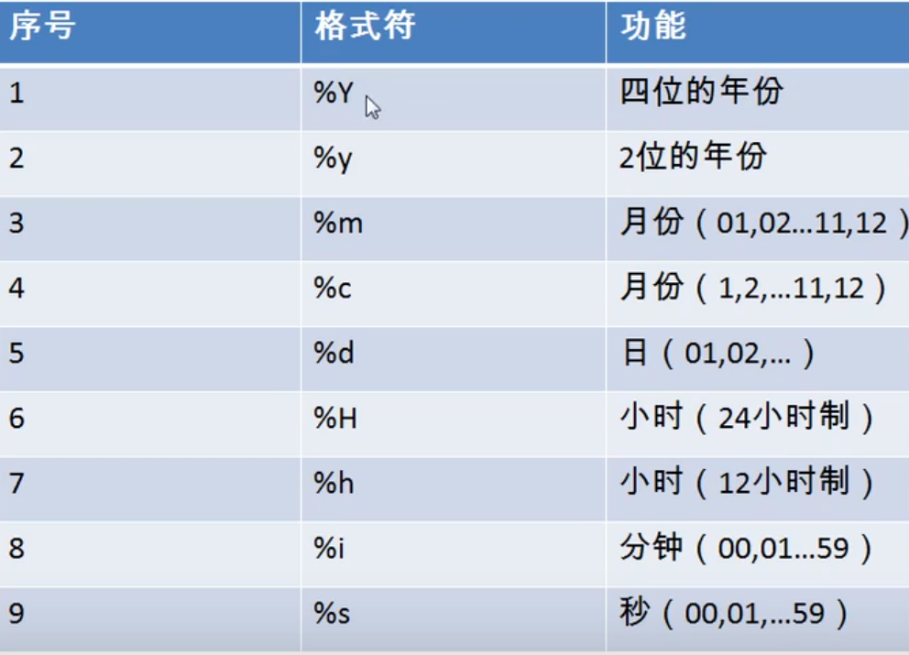 序号 格式符 功能
1 %Y 四位的年份
2 %y 2位的年份
3 %m 月份（01,02...11,12）
4 %c 月份（1,2,...11,12）
5 %d 日（01,02,...）
6 %H 小时（24小时制）
7 %h 小时（12小时制）
8 %i 分钟（00,01...59）
9 %s 秒（00,01,...59）